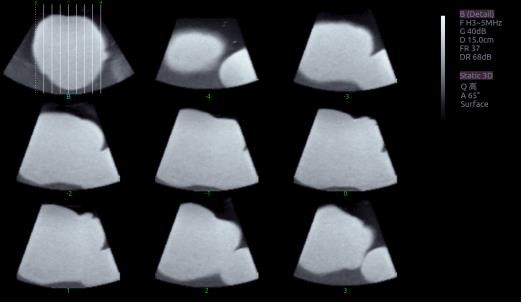 B (Detail)
F H3~5MHz
G 40dB
D 15.0cm
FR 37
DR 68dB
Static 3D
Q 高
A 65°
Surface
B
-4
-3
-2
-1
0
1
2
3